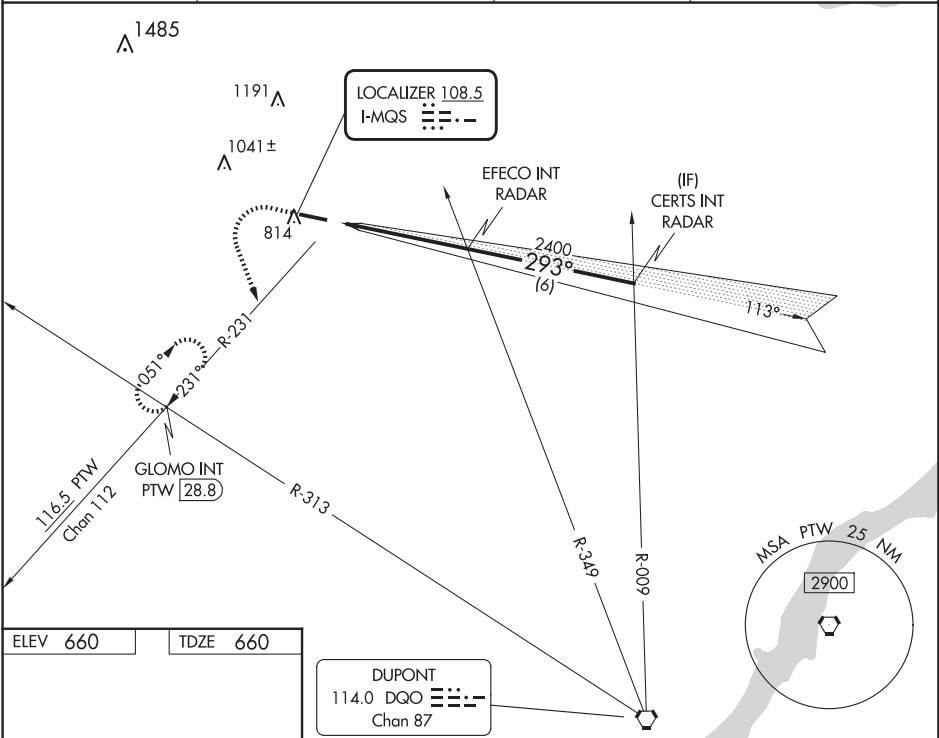 1485
1191
1041±
814
LOCALIZER 108.5
I-MQS
EFECO INT
RADAR
(IF)
CERTS INT
RADAR
2400
293°
(6)
113°
R-231
051°
231°
GLOMO INT
PTW 28.8
116.5 PTW
Chan 112
R-313
R-349
R-009
MSA PTW 25 NM
2900
ELEV 660
TDZE 660
DUPONT
114.0 DQO
Chan 87